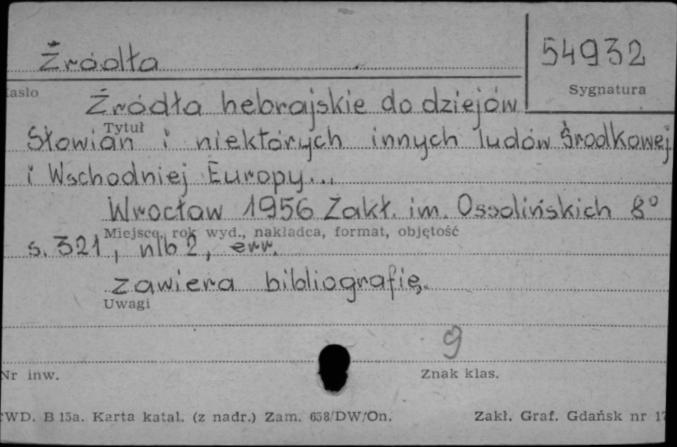 Źródła
54932
Hasło
Sygnatura
Źródła hebrajskie do dziejów
Tytuł
Słowian i niektórych innych ludów Środkowej
i Wschodniej Europy...
Wrocław 1956 Zakł. im. Ossolińskich 8°
Miejsce, rok wyd., nakładca, format, objętość
s. 321, nlb 2, err.
zawiera bibliografię.
Uwagi
9
Nr inw.
Znak klas.
WD. B 15a. Karta katal. (z nadr.) Zam. 658/DW/On.
Zakł. Graf. Gdańsk nr 17